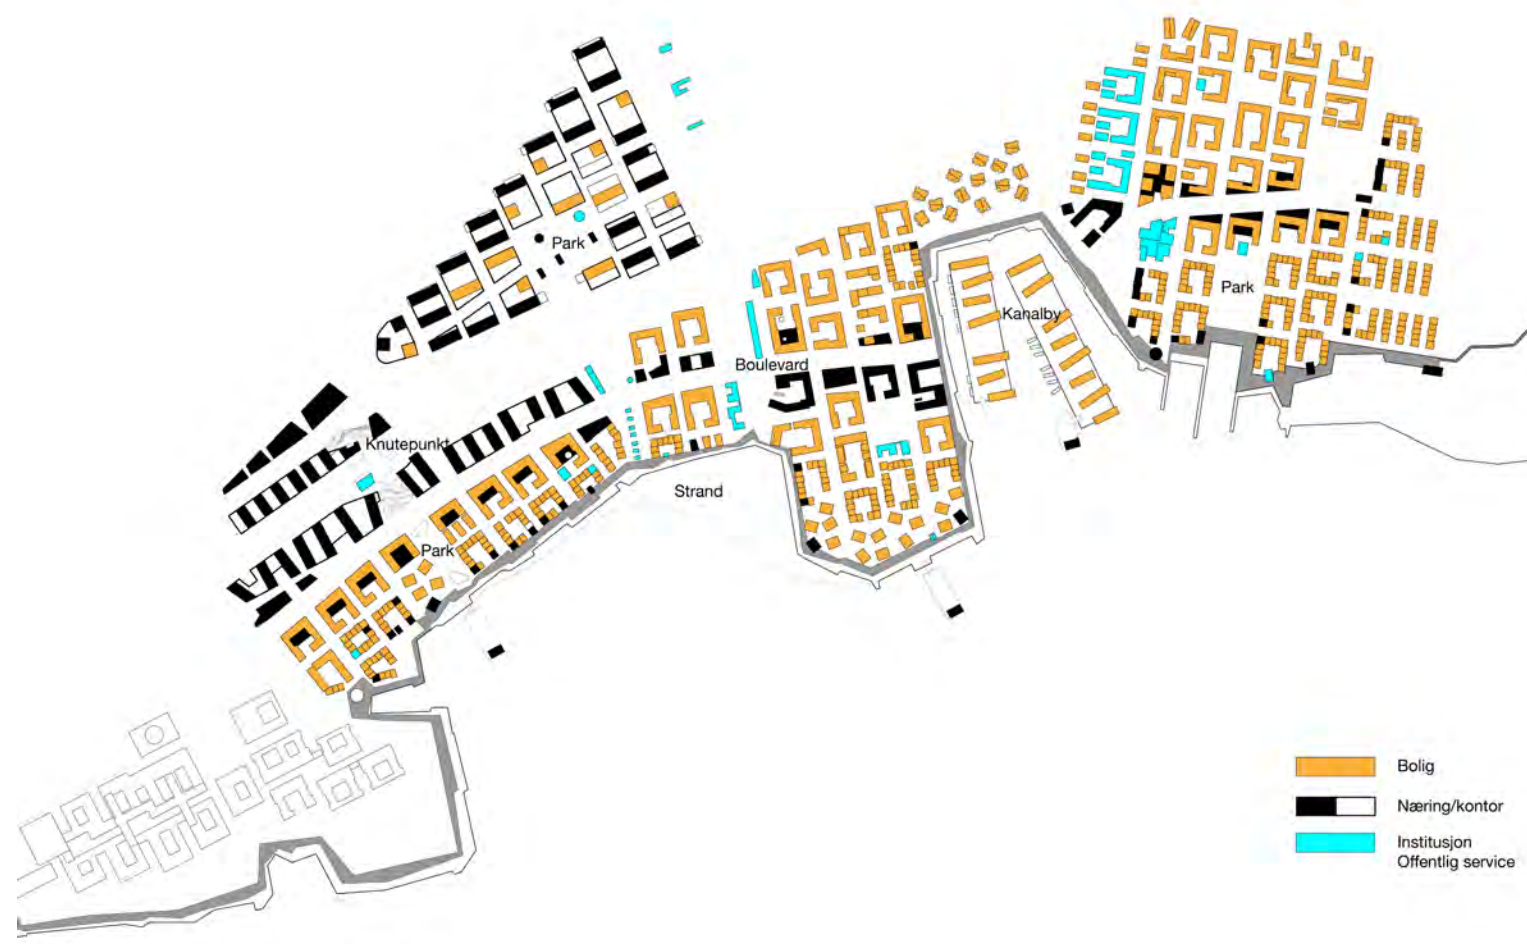 Park
Kanalby
Park
Boulevard
Knutepunkt
Strand
Park
Bolig
Næring/kontor
Institusjon
Offentlig service